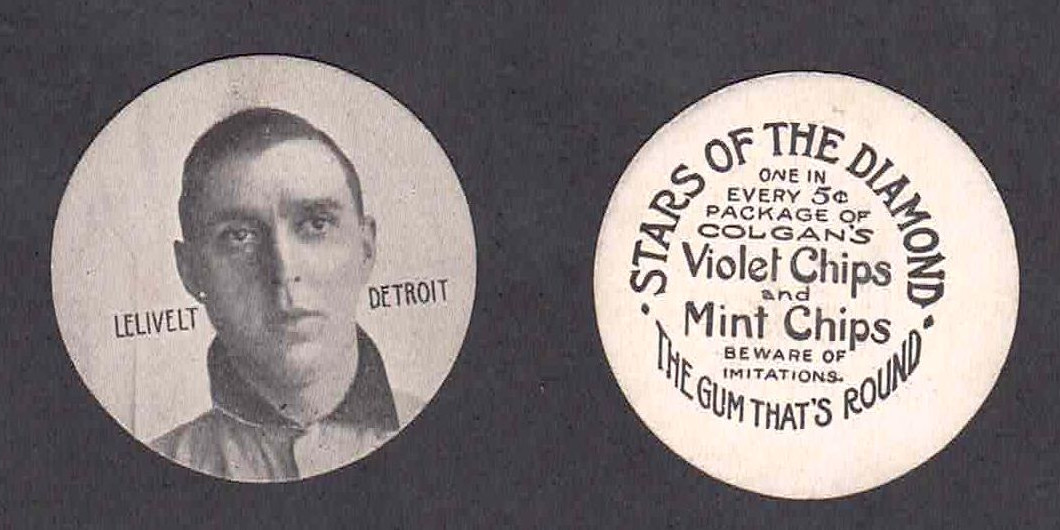 LELIVELT
DETROIT
• STARS OF THE DIAMOND •
ONE IN
EVERY 5¢
PACKAGE OF
COLGAN'S
Violet Chips
and
Mint Chips
BEWARE OF
IMITATIONS.
THE GUM THAT'S ROUND